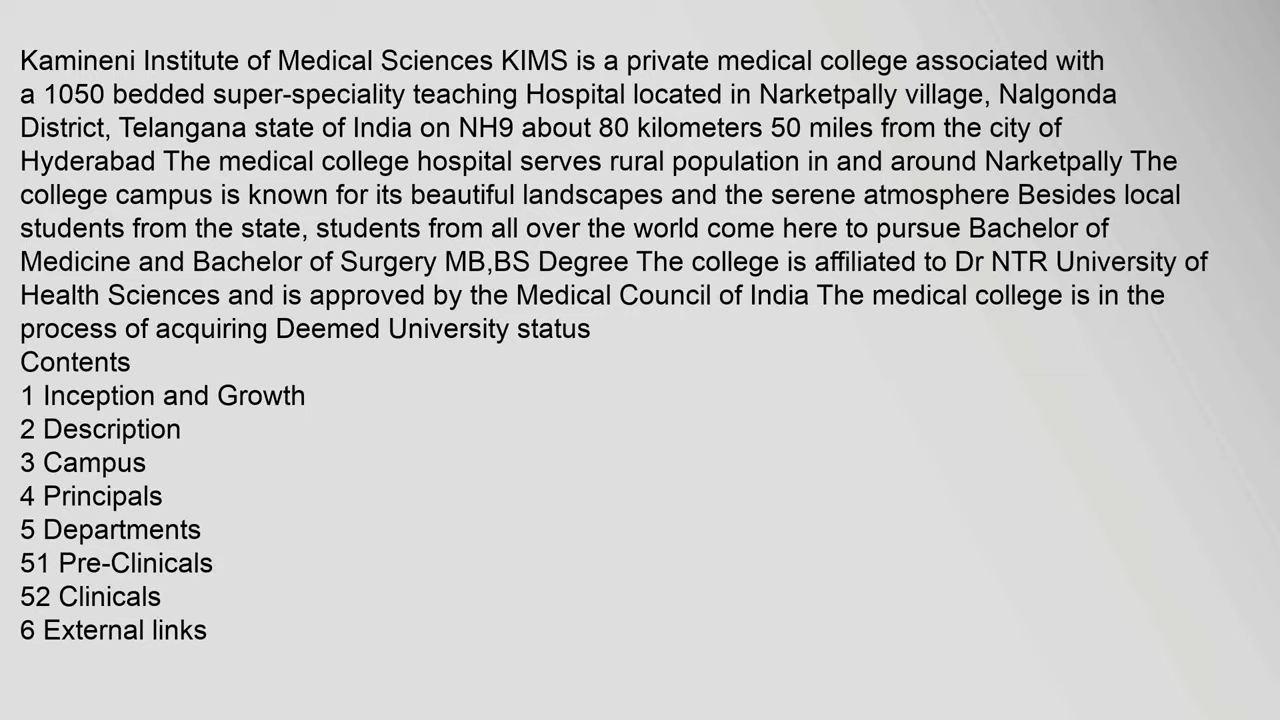 Kamineni Institute of Medical Sciences KIMS is a private medical college associated with
a 1050 bedded super-speciality teaching Hospital located in Narketpally village, Nalgonda
District, Telangana state of India on NH9 about 80 kilometers 50 miles from the city of
Hyderabad The medical college hospital serves rural population in and around Narketpally The
college campus is known for its beautiful landscapes and the serene atmosphere Besides local
students from the state, students from all over the world come here to pursue Bachelor of
Medicine and Bachelor of Surgery MB,BS Degree The college is affiliated to Dr NTR University of
Health Sciences and is approved by the Medical Council of India The medical college is in the
process of acquiring Deemed University status
Contents
1 Inception and Growth
2 Description
3 Campus
4 Principals
5 Departments
51 Pre-Clinicals
52 Clinicals
6 External links